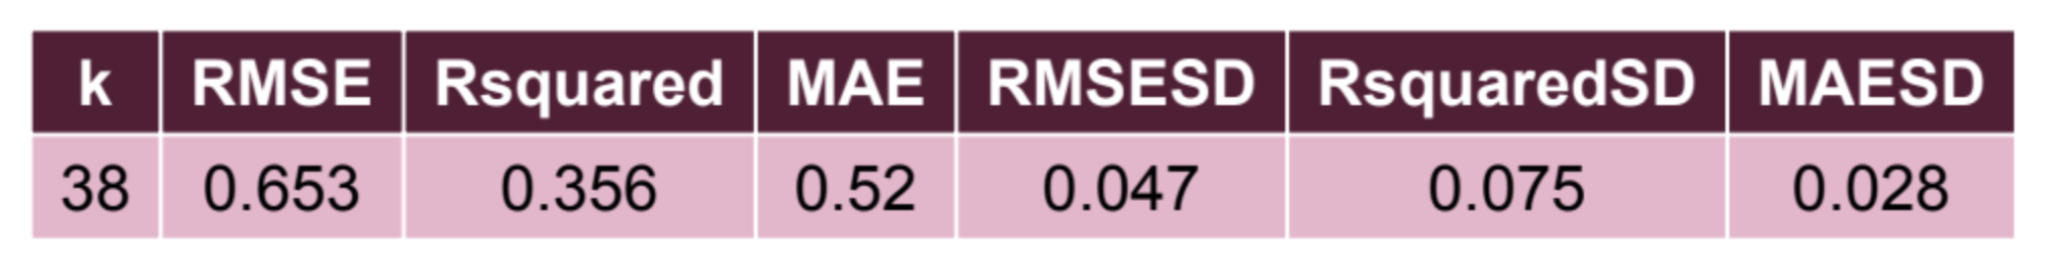 k RMSE Rsquared MAE RMSESD RsquaredSD MAESD
38 0.653 0.356 0.52 0.047 0.075 0.028